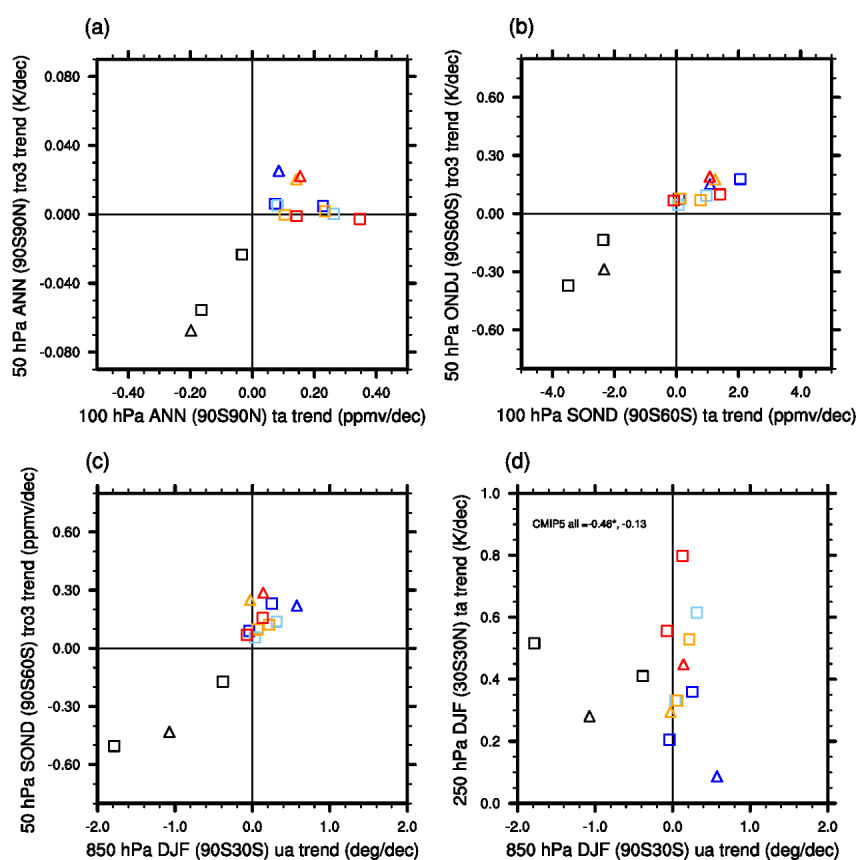 (a)
50 hPa ANN (90S90N) tro3 trend (K/dec)
0.080
0.040
0.000
-0.040
-0.080
-0.40 -0.20 0.00 0.20 0.40
100 hPa ANN (90S90N) ta trend (ppmv/dec)
(b)
50 hPa ONDJ (90S60S) tro3 trend (K/dec)
0.60
0.30
0.00
-0.30
-0.60
-4.0 -2.0 0.0 2.0 4.0
100 hPa SOND (90S60S) ta trend (ppmv/dec)
(c)
50 hPa SOND (90S60S) tro3 trend (ppmv/dec)
0.60
0.30
0.00
-0.30
-0.60
-2.0 -1.0 0.0 1.0 2.0
850 hPa DJF (90S30S) ua trend (deg/dec)
(d)
250 hPa DJF (30S30N) ta trend (K/dec)
CMIP5 all =-0.48*, -0.13
1.0
0.8
0.6
0.4
0.2
0.0
-2.0 -1.0 0.0 1.0 2.0
850 hPa DJF (90S30S) ua trend (deg/dec)